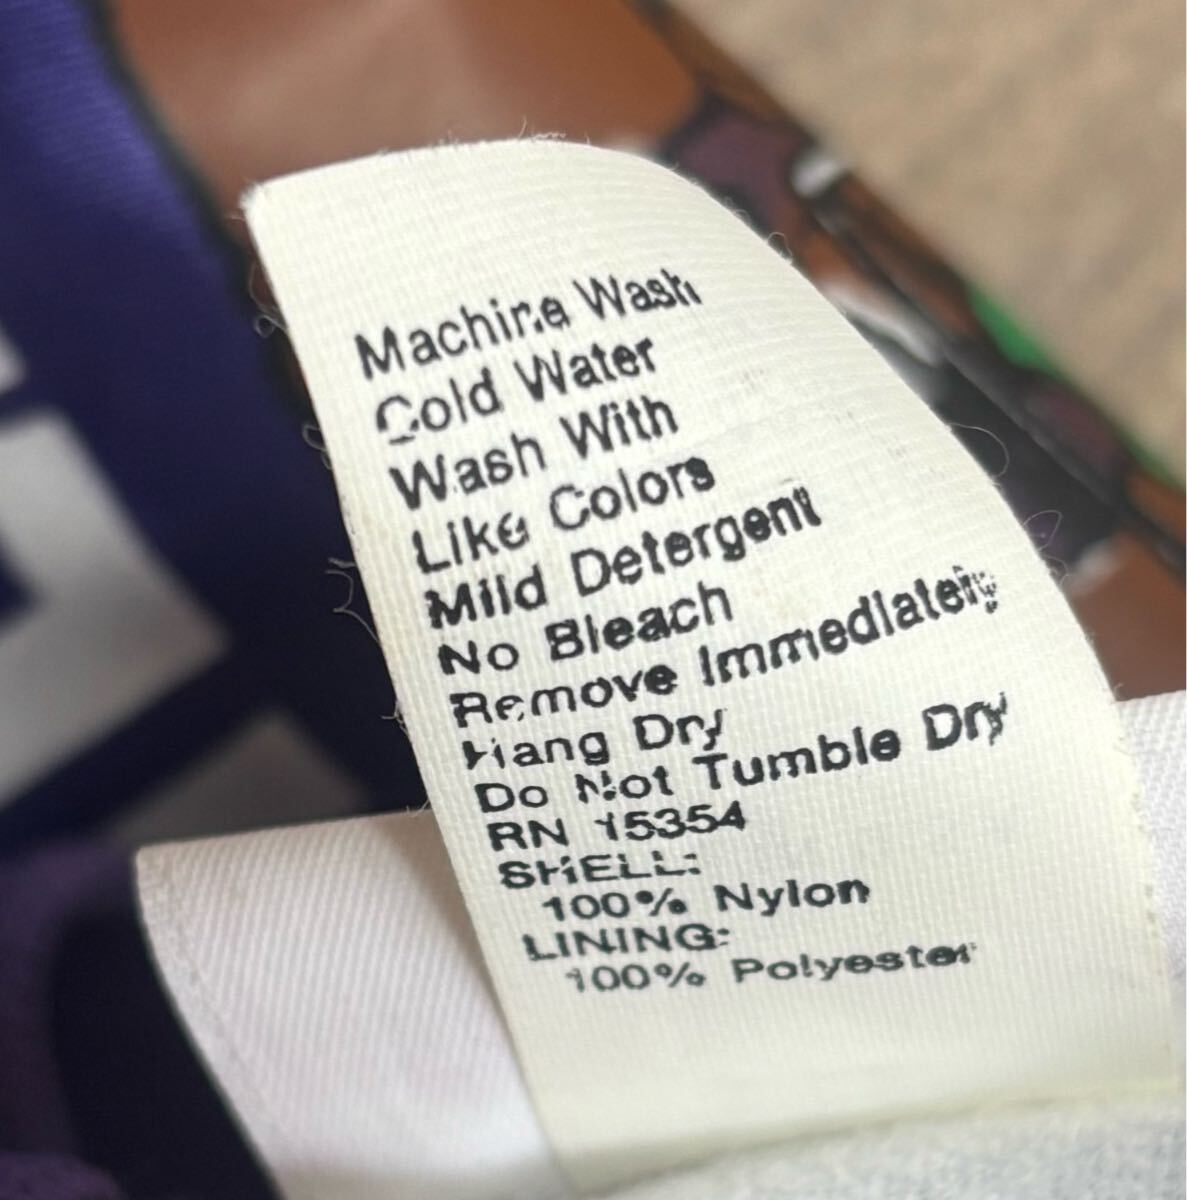 Machine Wash
Cold Water
Wash With
Like Colors
Mild Detergent
No Bleach
Remove Immediately
Hang Dry
Do Not Tumble Dry
RN 15354
SHELL:
100% Nylon
LINING:
100% Polyester